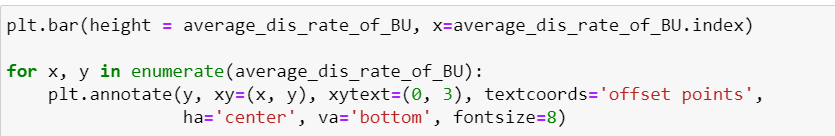 plt.bar(height = average_dis_rate_of_BU, x=average_dis_rate_of_BU.index)
for x, y in enumerate(average_dis_rate_of_BU):
    plt.annotate(y, xy=(x, y), xytext=(0, 3), textcoords='offset points',
                 ha='center', va='bottom', fontsize=8)